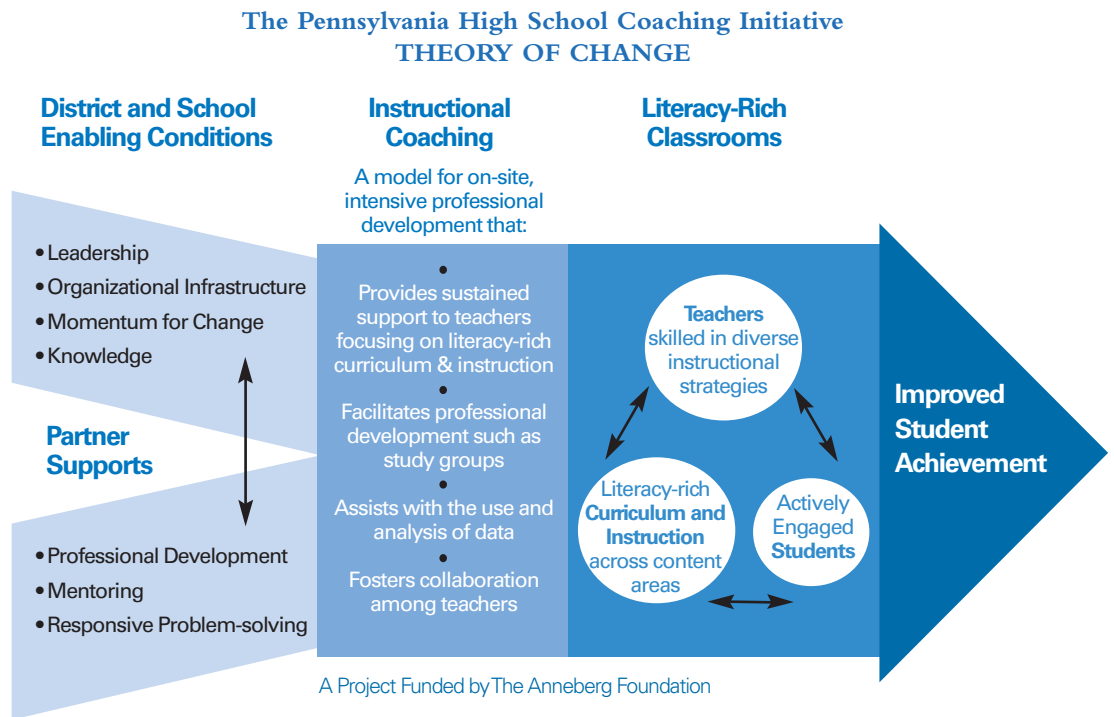 The Pennsylvania High School Coaching Initiative
THEORY OF CHANGE
District and School
Enabling Conditions
• Leadership
• Organizational Infrastructure
• Momentum for Change
• Knowledge
Partner
Supports
• Professional Development
• Mentoring
• Responsive Problem-solving
Instructional
Coaching
A model for on-site,
intensive professional
development that:
•
Provides sustained
support to teachers
focusing on literacy-rich
curriculum & instruction
•
Facilitates professional
development such as
study groups
•
Assists with the use and
analysis of data
•
Fosters collaboration
among teachers
Literacy-Rich
Classrooms
Teachers
skilled in diverse
instructional
strategies
Literacy-rich
Curriculum and
Instruction
across content
areas
Actively
Engaged
Students
Improved
Student
Achievement
A Project Funded by The Anneberg Foundation